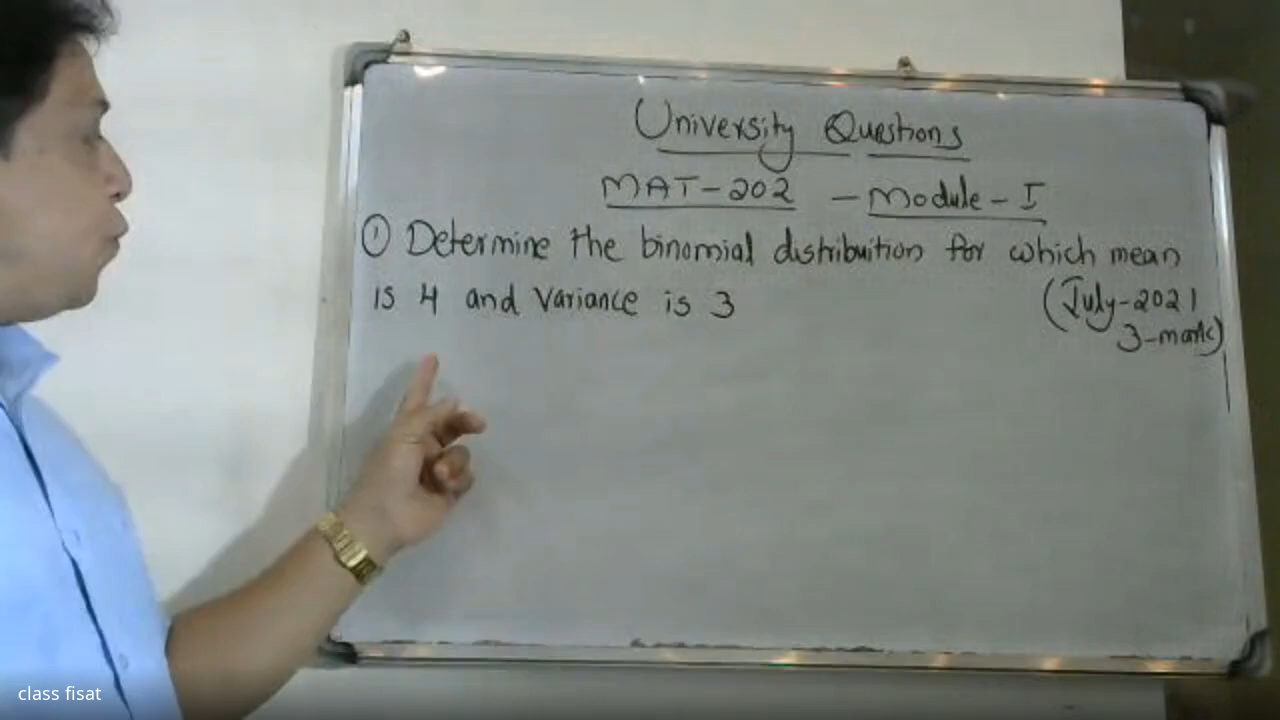 University Questions
MAT-202 - Module - I
① Determine the binomial distribuition for which mean
is 4 and Variance is 3
(July-2021
3-mark)
class fisat